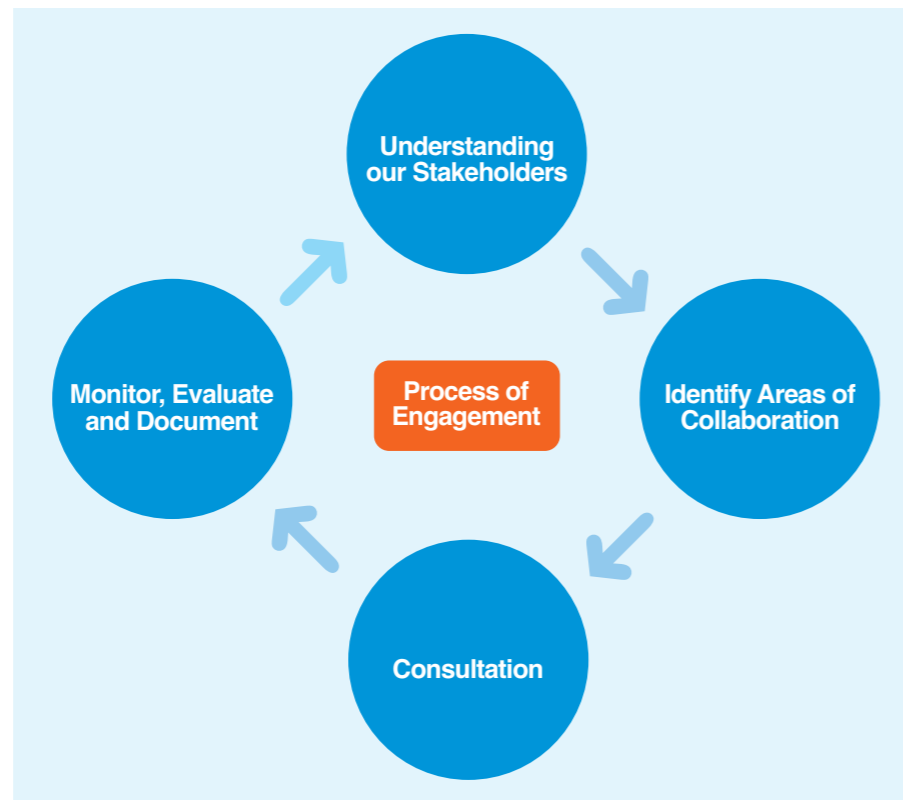 Understanding
our Stakeholders
Identify Areas of
Collaboration
Consultation
Monitor, Evaluate
and Document
Process of
Engagement